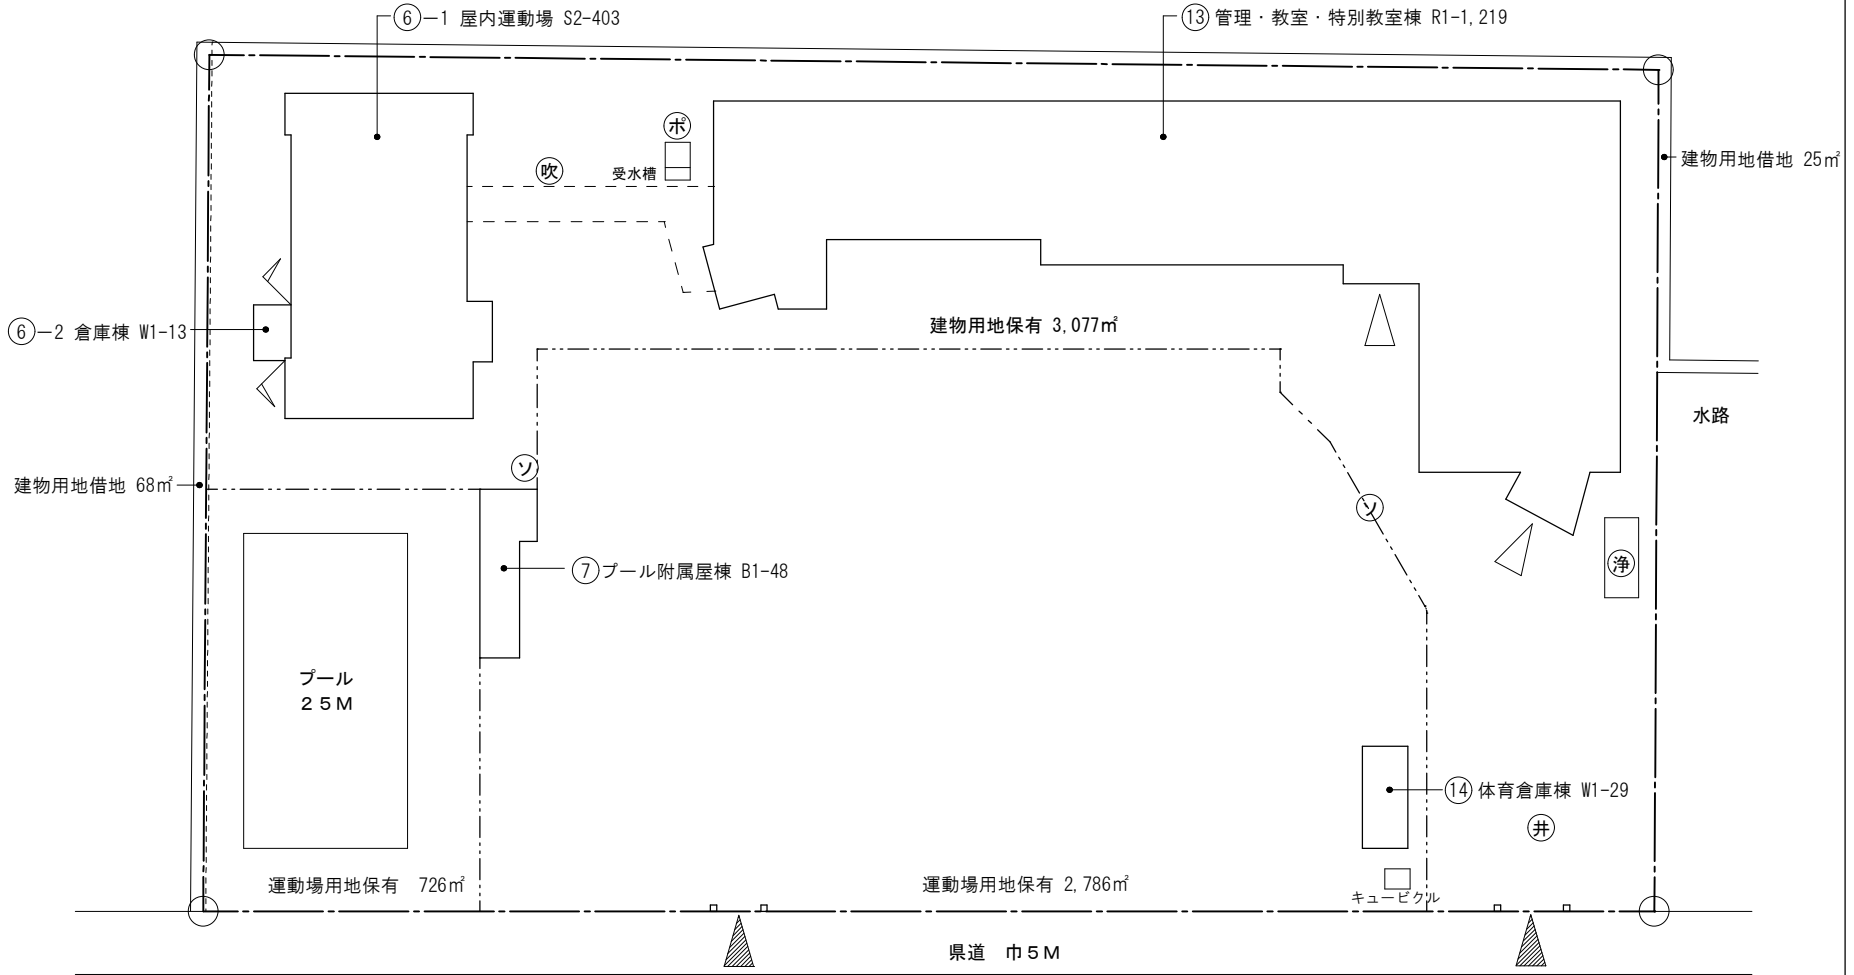 ⑥-1 屋内運動場 S2-403
⑬ 管理・教室・特別教室棟 R1-1,219
ポ
吹
受水槽
建物用地借地 25㎡
⑥-2 倉庫棟 W1-13
建物用地保有 3,077㎡
水路
ソ
建物用地借地 68㎡
ソ
⑦プール附属屋棟 B1-48
浄
プール
25M
⑭ 体育倉庫棟 W1-29
井
運動場用地保有 726㎡
運動場用地保有 2,786㎡
キュービクル
県道 巾5M